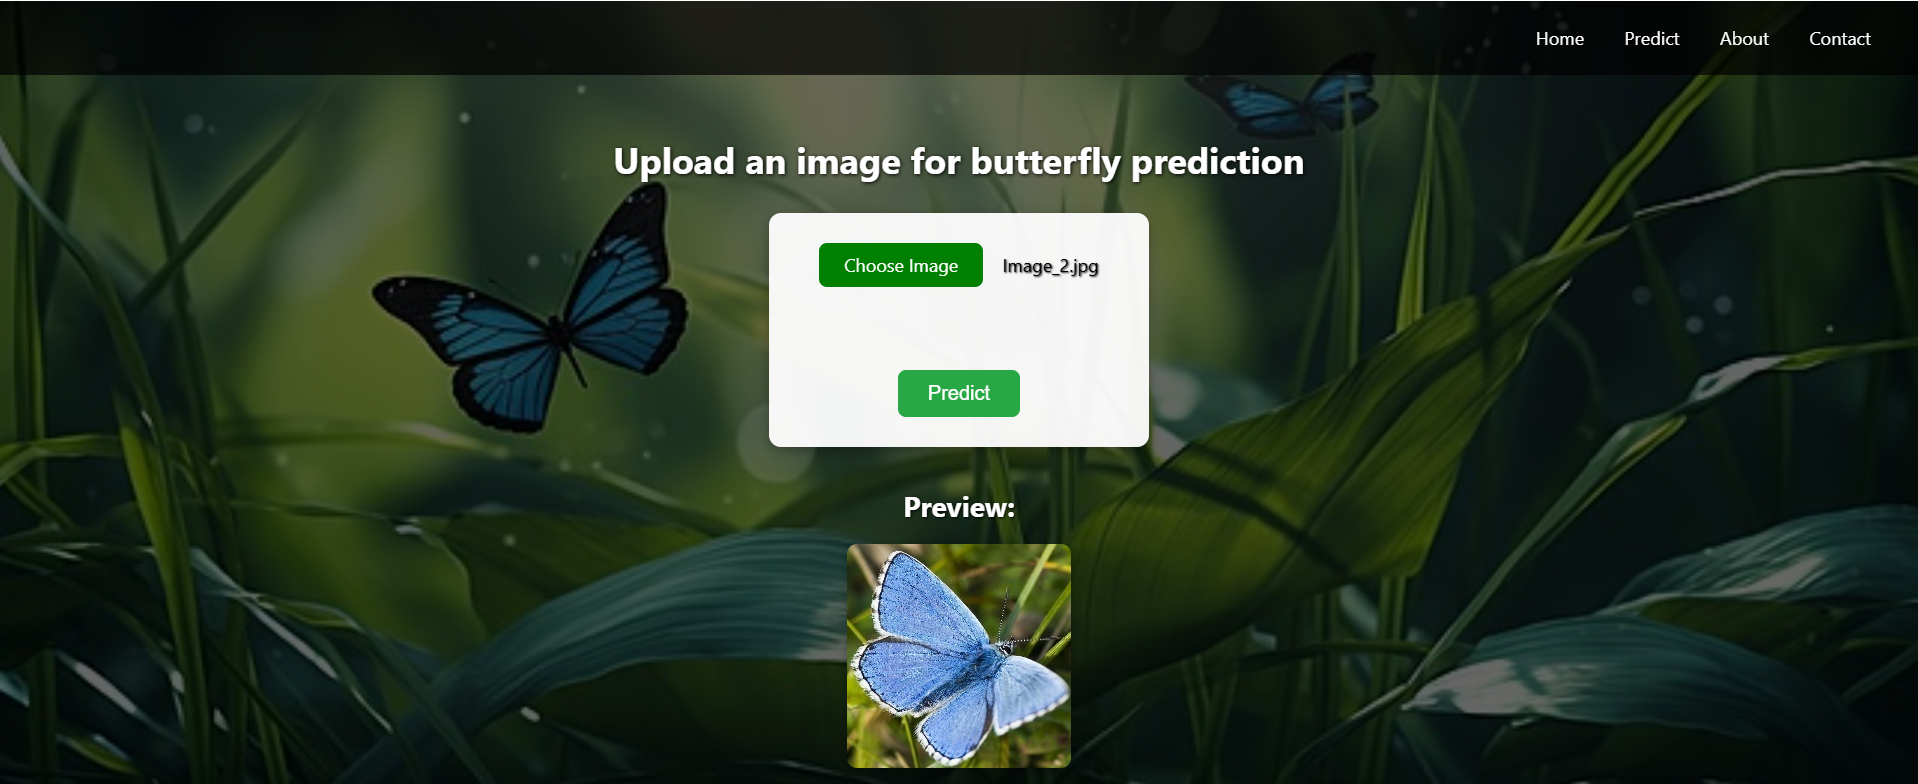 Home Predict About Contact
Upload an image for butterfly prediction
Choose Image Image_2.jpg
Predict
Preview: